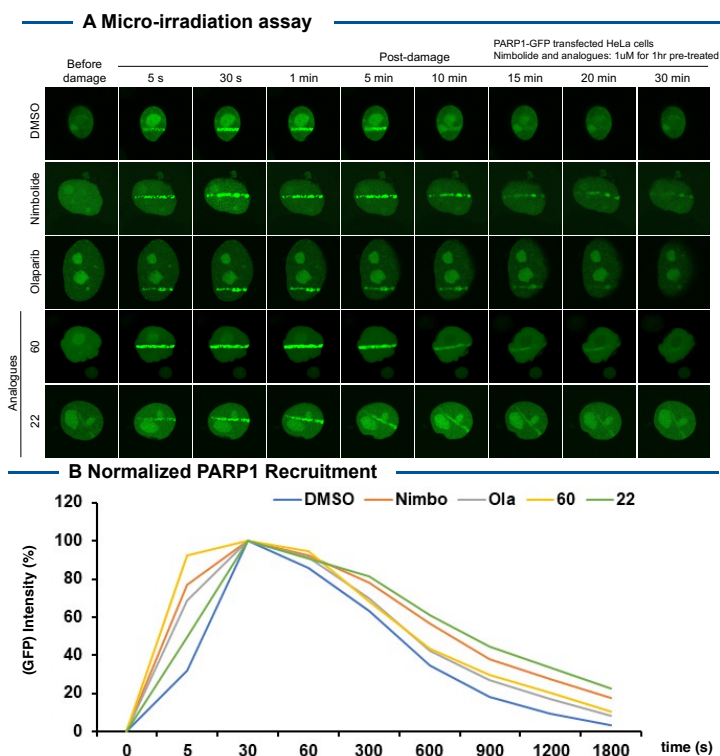 A Micro-irradiation assay
PARP1-GFP transfected HeLa cells
Nimbolide and analogues: 1uM for 1hr pre-treated
Before
damage
Post-damage
5 s 30 s 1 min 5 min 10 min 15 min 20 min 30 min
DMSO
Nimbolide
Olaparib
Analogues
60
22
B Normalized PARP1 Recruitment
DMSO Nimbo Ola 60 22
(GFP) Intensity (%)
120
100
80
60
40
20
0
0 5 30 60 300 600 900 1200 1800 time (s)